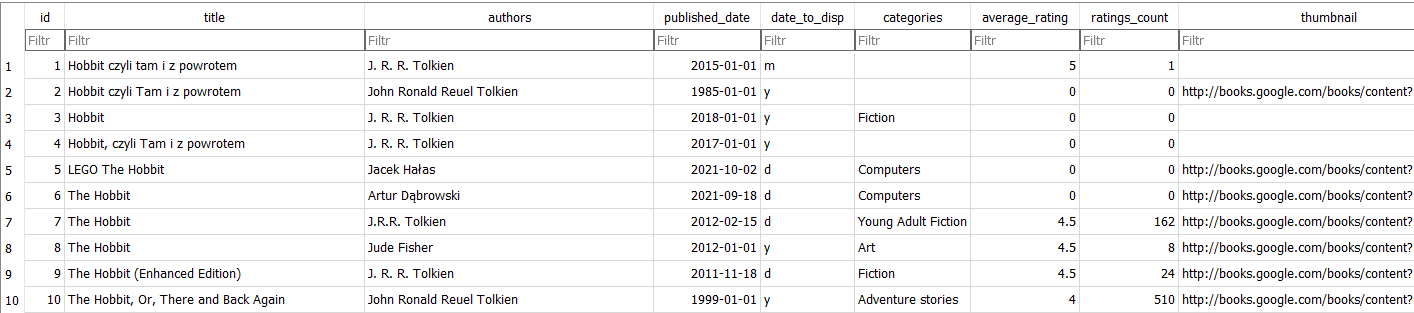 id title authors published_date date_to_disp categories average_rating ratings_count thumbnail
Filtr Filtr Filtr Filtr Filtr Filtr Filtr Filtr Filtr
1 1 Hobbit czyli tam i z powrotem J. R. R. Tolkien 2015-01-01 m 5 1
2 2 Hobbit czyli Tam i z powrotem John Ronald Reuel Tolkien 1985-01-01 y 0 0 http://books.google.com/books/content?
3 3 Hobbit J. R. R. Tolkien 2018-01-01 y Fiction 0 0
4 4 Hobbit, czyli Tam i z powrotem J. R. R. Tolkien 2017-01-01 y 0 0
5 5 LEGO The Hobbit Jacek Hałas 2021-10-02 d Computers 0 0 http://books.google.com/books/content?
6 6 The Hobbit Artur Dąbrowski 2021-09-18 d Computers 0 0 http://books.google.com/books/content?
7 7 The Hobbit J.R.R. Tolkien 2012-02-15 d Young Adult Fiction 4.5 162 http://books.google.com/books/content?
8 8 The Hobbit Jude Fisher 2012-01-01 y Art 4.5 8 http://books.google.com/books/content?
9 9 The Hobbit (Enhanced Edition) J. R. R. Tolkien 2011-11-18 d Fiction 4.5 24 http://books.google.com/books/content?
10 10 The Hobbit, Or, There and Back Again John Ronald Reuel Tolkien 1999-01-01 y Adventure stories 4 510 http://books.google.com/books/content?